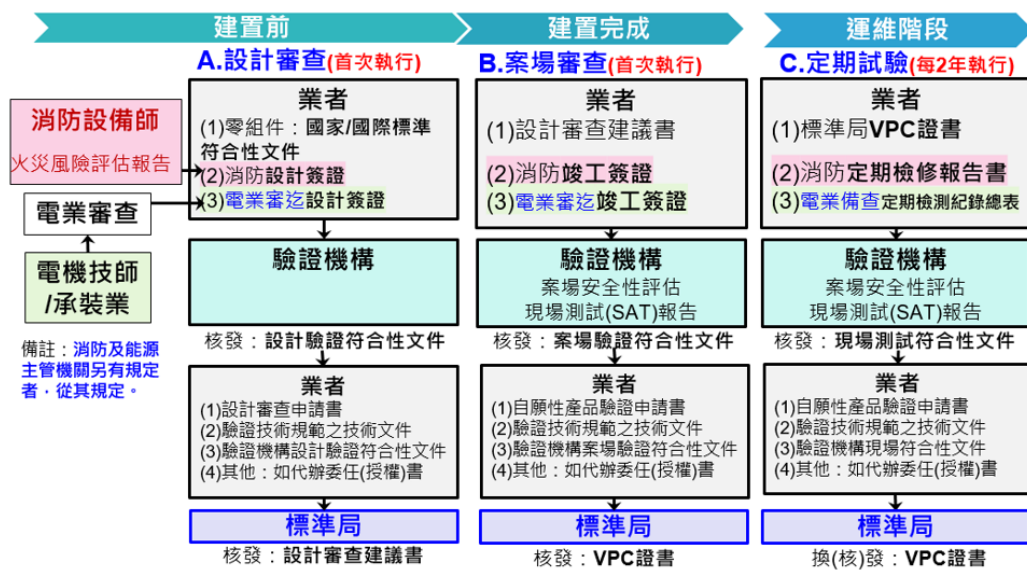 建置前
建置完成
運維階段
A.設計審查(首次執行)
B.案場審查(首次執行)
C.定期試驗(每2年執行)
消防設備師
火災風險評估報告
電業審查
電機技師
/承裝業
備註：消防及能源
主管機關另有規定
者，從其規定。
業者
(1)零組件：國家/國際標準
符合性文件
(2)消防設計簽證
(3)電業審迄設計簽證
驗證機構
核發：設計驗證符合性文件
業者
(1)設計審查申請書
(2)驗證技術規範之技術文件
(3)驗證機構設計驗證符合性文件
(4)其他：如代辦委任(授權)書
標準局
核發：設計審查建議書
業者
(1)設計審查建議書
(2)消防竣工簽證
(3)電業審迄竣工簽證
驗證機構
案場安全性評估
現場測試(SAT)報告
核發：案場驗證符合性文件
業者
(1)自願性產品驗證申請書
(2)驗證技術規範之技術文件
(3)驗證機構案場驗證符合性文件
(4)其他：如代辦委任(授權)書
標準局
核發：VPC證書
業者
(1)標準局VPC證書
(2)消防定期檢修報告書
(3)電業備查定期檢測紀錄總表
驗證機構
案場安全性評估
現場測試(SAT)報告
核發：現場測試符合性文件
業者
(1)自願性產品驗證申請書
(2)驗證技術規範之技術文件
(3)驗證機構現場符合性文件
(4)其他：如代辦委任(授權)書
標準局
換(核)發：VPC證書